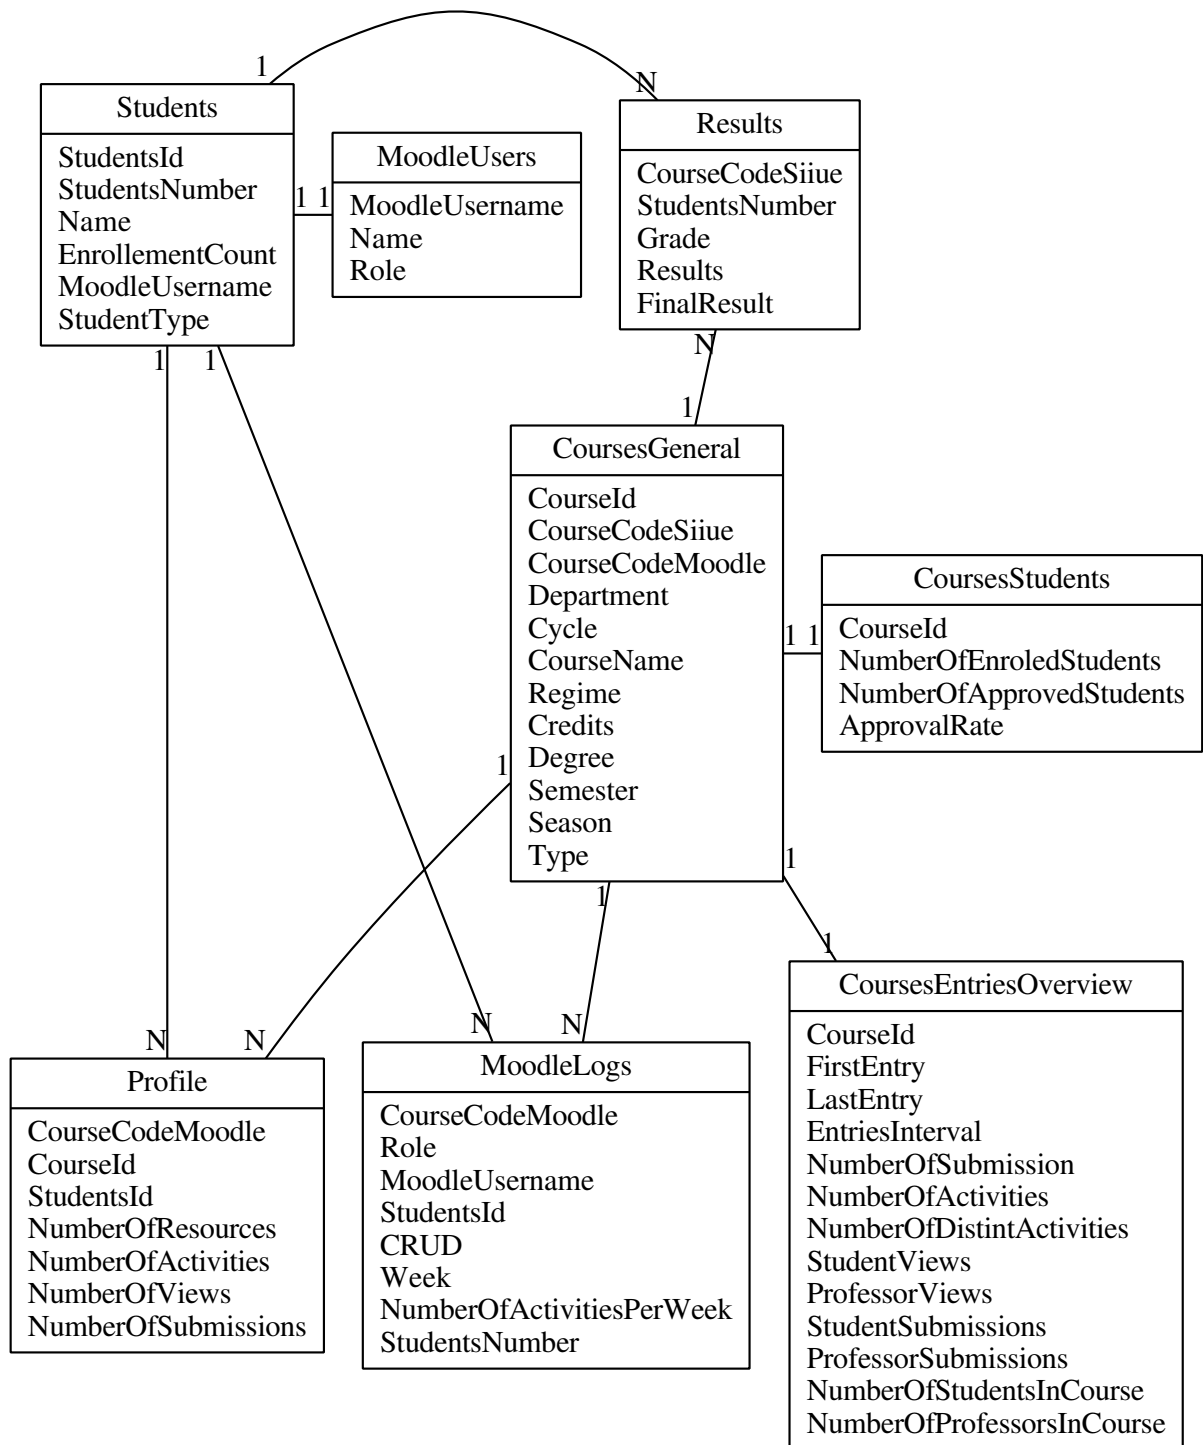 1
N
Students
StudentsId
StudentsNumber
Name
EnrollementCount
MoodleUsername
StudentType
1 1
MoodleUsers
MoodleUsername
Name
Role
Results
CourseCodeSiiue
StudentsNumber
Grade
Results
FinalResult
1
1
N
1
CoursesGeneral
CourseId
CourseCodeSiiue
CourseCodeMoodle
Department
Cycle
CourseName
Regime
Credits
Degree
Semester
Season
Type
1 1
CoursesStudents
CourseId
NumberOfEnroledStudents
NumberOfApprovedStudents
ApprovalRate
1
1
1
1
N
N
N
N
Profile
CourseCodeMoodle
CourseId
StudentsId
NumberOfResources
NumberOfActivities
NumberOfViews
NumberOfSubmissions
MoodleLogs
CourseCodeMoodle
Role
MoodleUsername
StudentsId
CRUD
Week
NumberOfActivitiesPerWeek
StudentsNumber
CoursesEntriesOverview
CourseId
FirstEntry
LastEntry
EntriesInterval
NumberOfSubmission
NumberOfActivities
NumberOfDistintActivities
StudentViews
ProfessorViews
StudentSubmissions
ProfessorSubmissions
NumberOfStudentsInCourse
NumberOfProfessorsInCourse